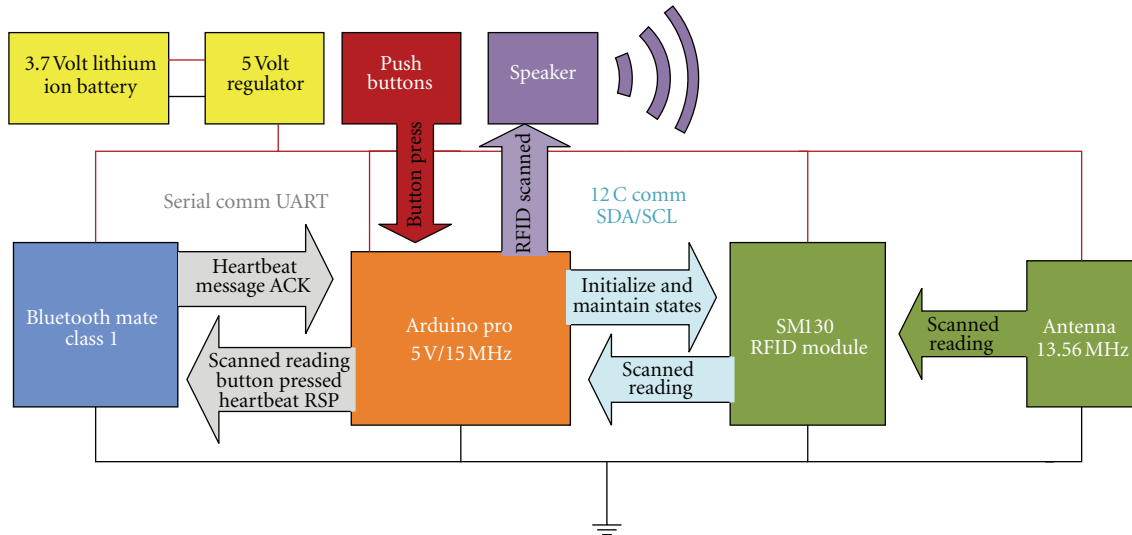 3.7 Volt lithium
ion battery
5 Volt
regulator
Push
buttons
Speaker
Button press
RFID scanned
Serial comm UART
12 C comm
SDA/SCL
Bluetooth mate
class 1
Heartbeat
message ACK
Scanned reading
button pressed
heartbeat RSP
Arduino pro
5 V/15 MHz
Initialize and
maintain states
Scanned
reading
SM130
RFID module
Scanned
reading
Antenna
13.56 MHz